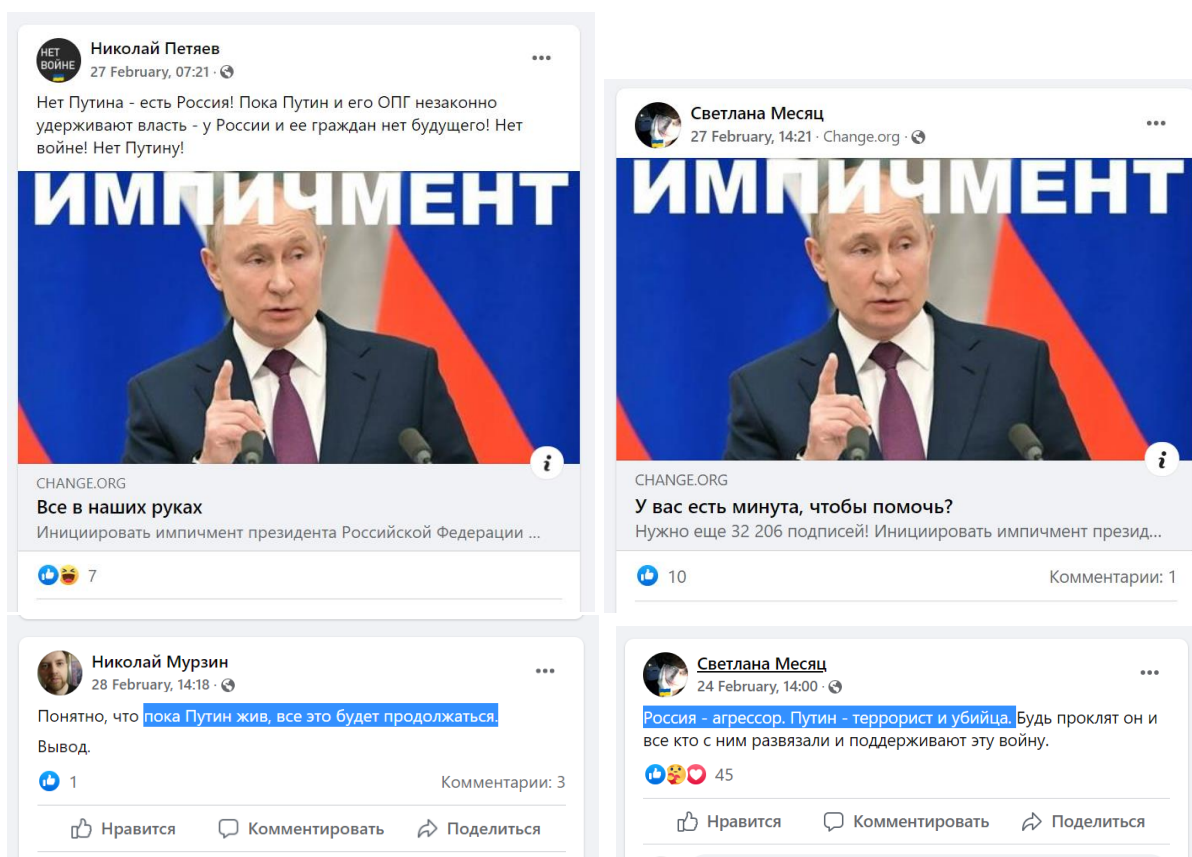 НЕТ
ВОЙНЕ
Николай Петяев
27 February, 07:21 ·
Нет Путина - есть Россия! Пока Путин и его ОПГ незаконно
удерживают власть - у России и ее граждан нет будущего! Нет
войне! Нет Путину!
ИМПИЧМЕНТ
CHANGE.ORG
Все в наших руках
Инициировать импичмент президента Российской Федерации ...
7
Светлана Месяц
27 February, 14:21 · Change.org ·
ИМПИЧМЕНТ
CHANGE.ORG
У вас есть минута, чтобы помочь?
Нужно еще 32 206 подписей! Инициировать импичмент презид...
10
Комментарии: 1
Николай Мурзин
28 February, 14:18 ·
Понятно, что пока Путин жив, все это будет продолжаться.
Вывод.
1
Комментарии: 3
Нравится
Комментировать
Поделиться
Светлана Месяц
24 February, 14:00 ·
Россия - агрессор. Путин - террорист и убийца. Будь проклят он и
все кто с ним развязали и поддерживают эту войну.
45
Нравится
Комментировать
Поделиться